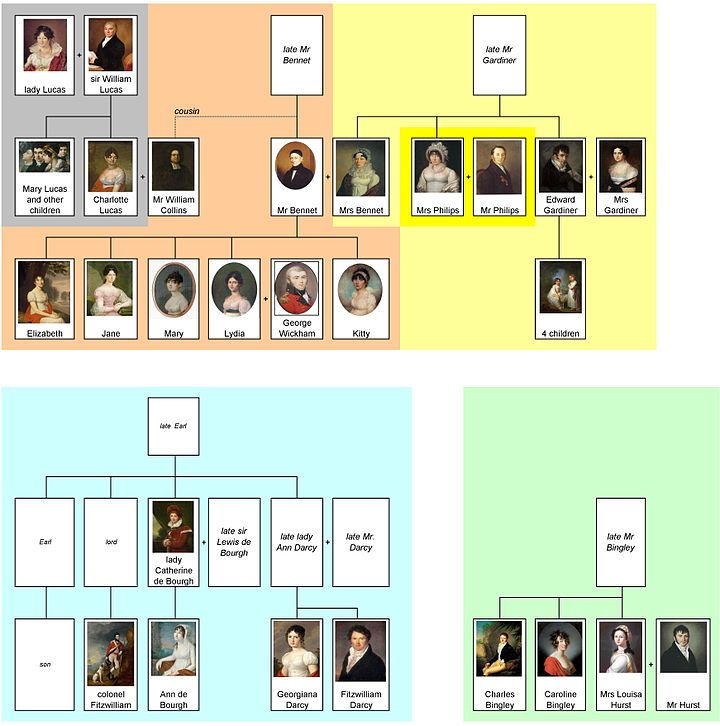 lady Lucas
+
sir William
Lucas
late Mr
Bennet
late Mr
Gardiner
cousin
Mary Lucas
and other
children
Charlotte
Lucas
+
Mr William
Collins
Mr Bennet
+
Mrs Bennet
Mrs Philips
+
Mr Philips
Edward
Gardiner
+
Mrs
Gardiner
Elizabeth
Jane
Mary
Lydia
+
George
Wickham
Kitty
4 children
late Earl
Earl
lord
lady
Catherine
de Bourgh
+
late sir
Lewis de
Bourgh
late lady
Ann Darcy
+
late Mr.
Darcy
late Mr
Bingley
son
colonel
Fitzwilliam
Ann de
Bourgh
Georgiana
Darcy
Fitzwilliam
Darcy
Charles
Bingley
Caroline
Bingley
Mrs Louisa
Hurst
+
Mr Hurst